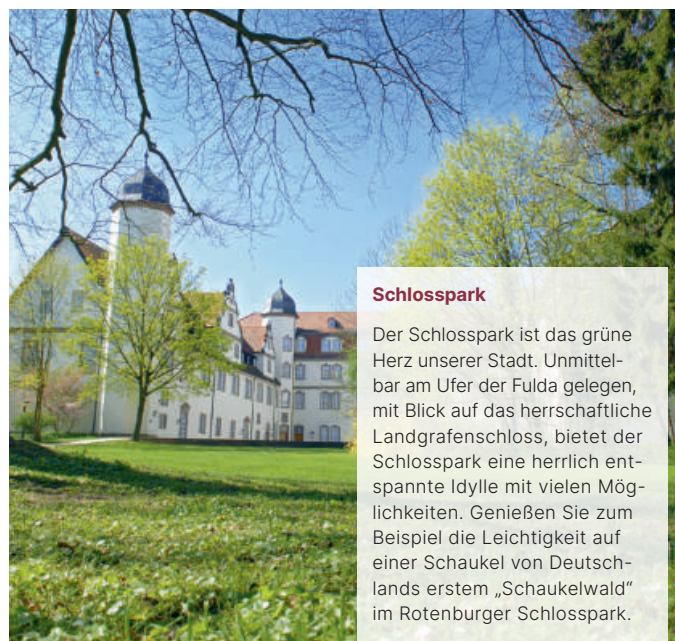 Schlosspark
Der Schlosspark ist das grüne
Herz unserer Stadt. Unmittel-
bar am Ufer der Fulda gelegen,
mit Blick auf das herrschaftliche
Landgrafenschloss, bietet der
Schlosspark eine herrlich ent-
spannte Idylle mit vielen Mög-
lichkeiten. Genießen Sie zum
Beispiel die Leichtigkeit auf
einer Schaukel von Deutsch-
lands erstem „Schaukelwald“
im Rotenburger Schlosspark.